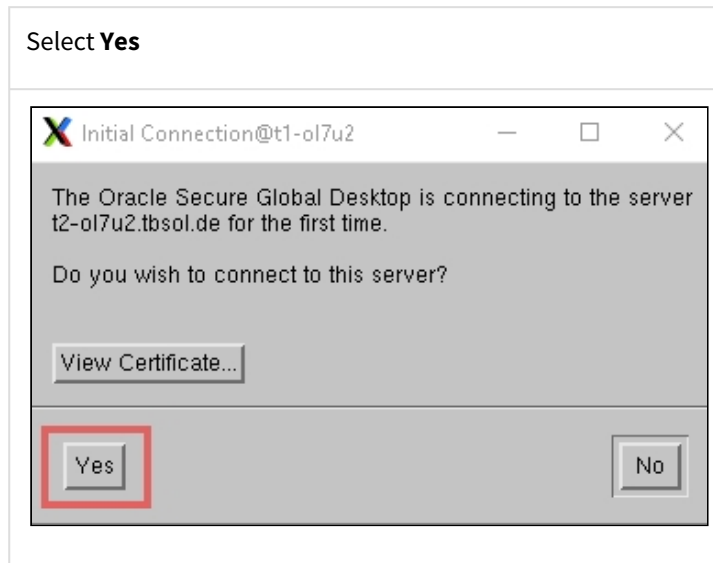 Select Yes
Initial Connection@t1-ol7u2
The Oracle Secure Global Desktop is connecting to the server
t2-ol7u2.tbsol.de for the first time.
Do you wish to connect to this server?
View Certificate...
Yes
No